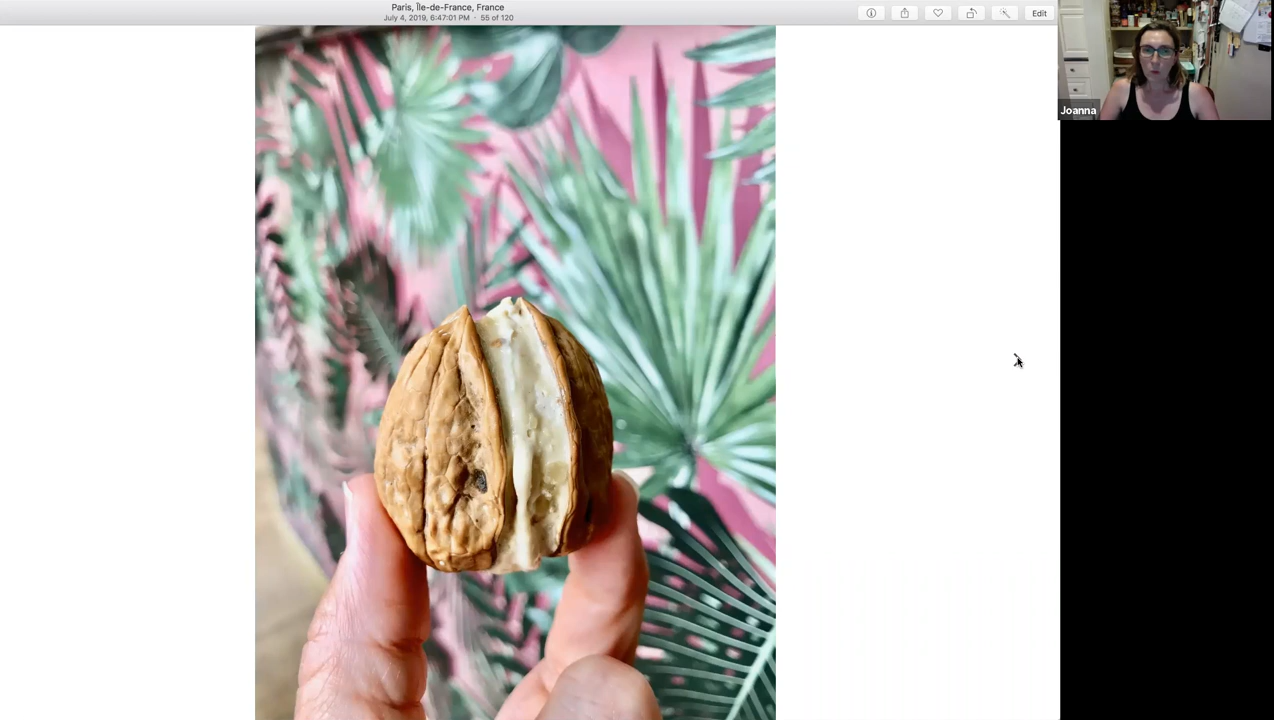 Paris, Île-de-France, France
July 4, 2019, 6:47:01 PM · 55 of 120
Edit
Joanna